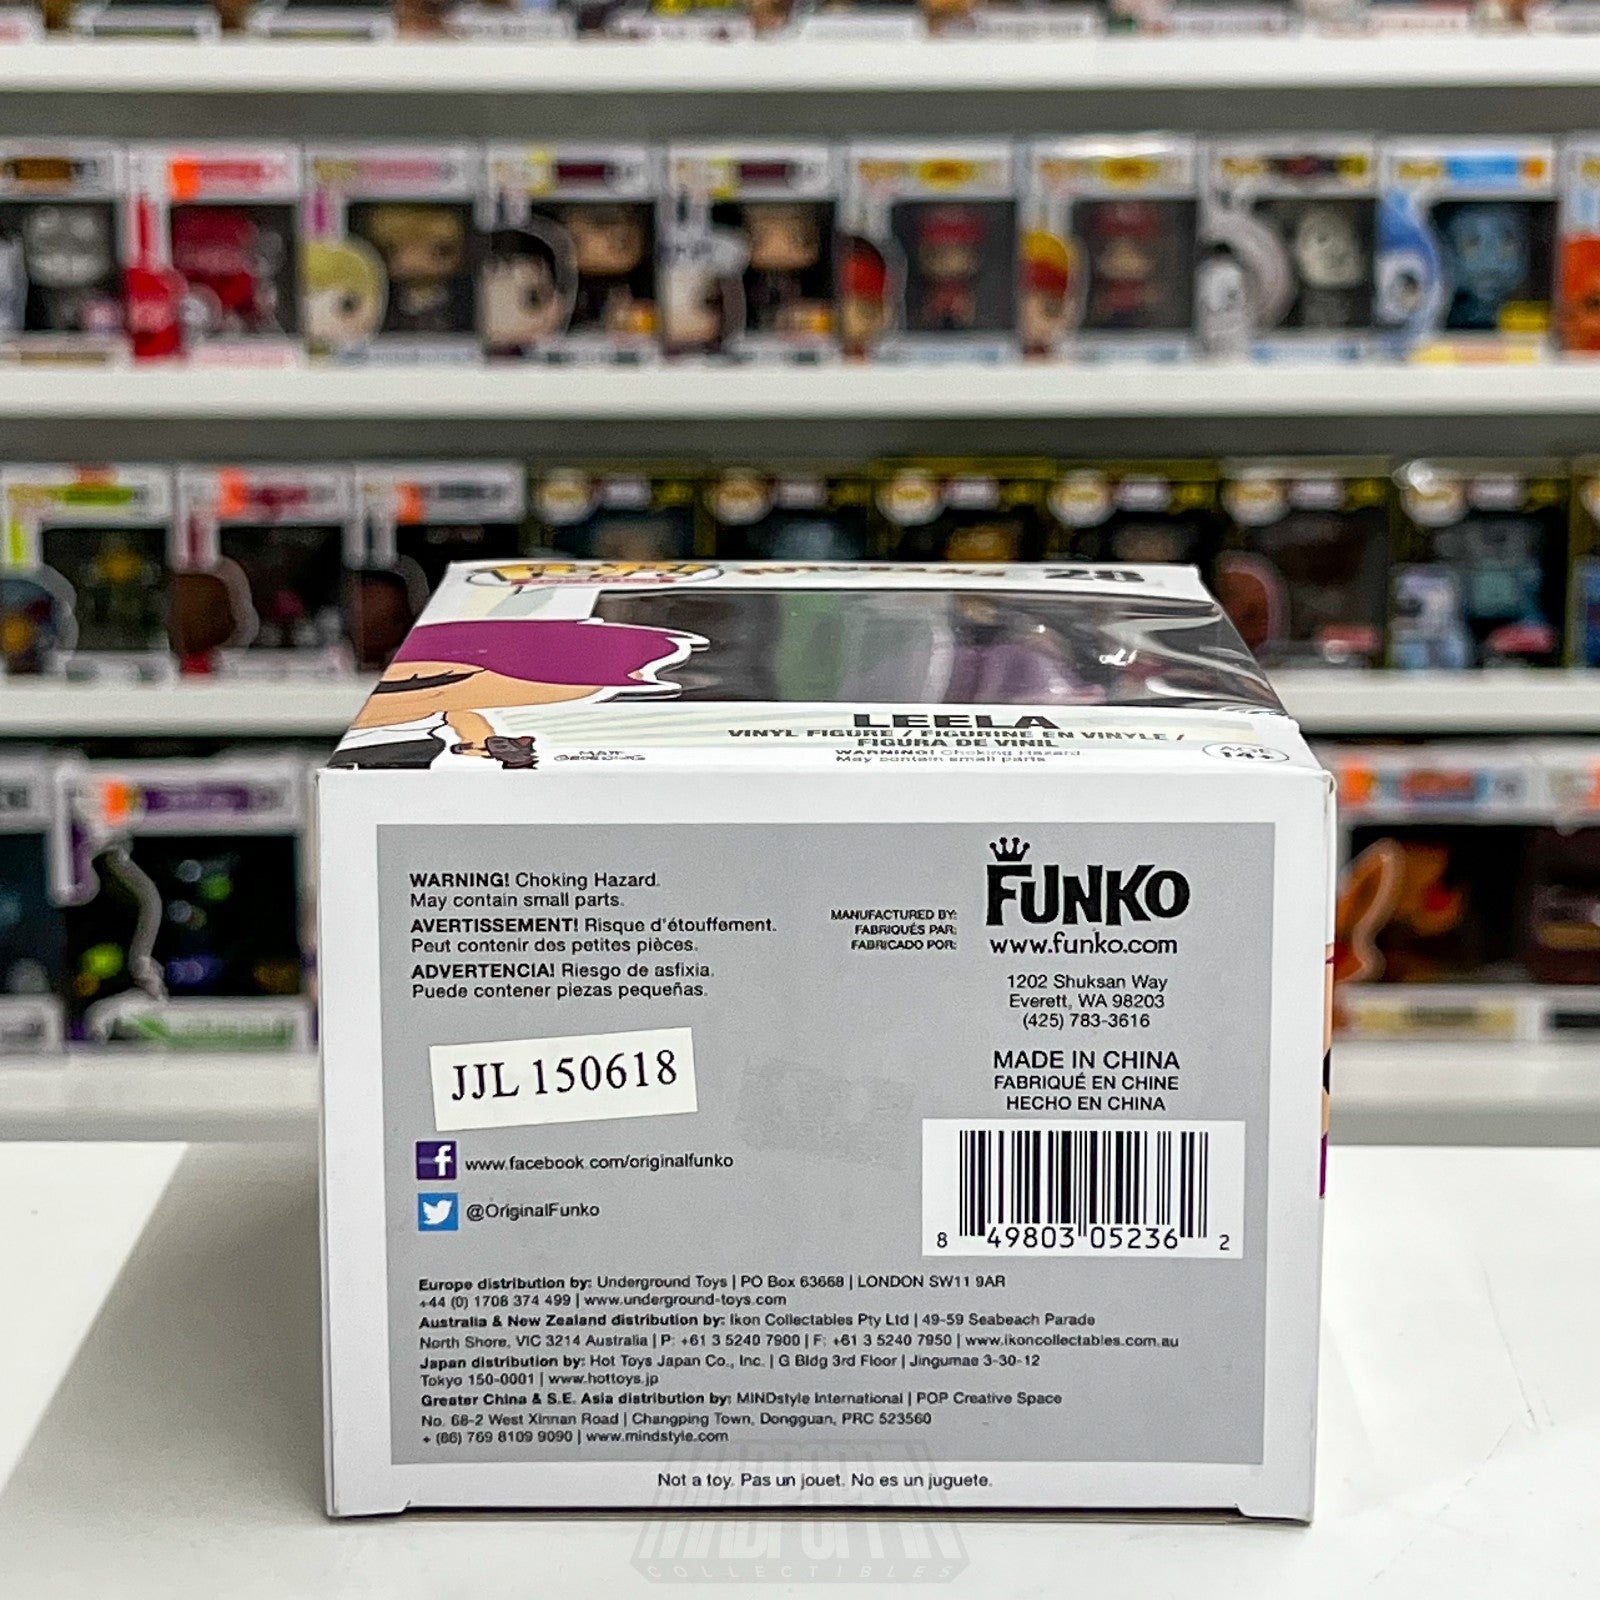 POP!
FUTURAMA 28
LEELA
VINYL FIGURE / FIGURINE EN VINYLE /
FIGURA DE VINIL
WARNING! Choking Hazard.
May contain small parts.
AGE
14+
MATT
GROENING
WARNING! Choking Hazard.
May contain small parts.
AVERTISSEMENT! Risque d'étouffement.
Peut contenir des petites pièces.
ADVERTENCIA! Riesgo de asfixia.
Puede contener piezas pequeñas.
MANUFACTURED BY:
FABRIQUÉS PAR:
FABRICADO POR:
FUNKO
www.funko.com
1202 Shuksan Way
Everett, WA 98203
(425) 783-3616
MADE IN CHINA
FABRIQUÉ EN CHINE
HECHO EN CHINA
JJL 150618
f www.facebook.com/originalfunko
@OriginalFunko
8 49803 05236 2
Europe distribution by: Underground Toys | PO Box 63668 | LONDON SW11 9AR
+44 (0) 1708 374 499 | www.underground-toys.com
Australia & New Zealand distribution by: Ikon Collectables Pty Ltd | 49-59 Seabeach Parade
North Shore, VIC 3214 Australia | P: +61 3 5240 7900 | F: +61 3 5240 7950 | www.ikoncollectables.com.au
Japan distribution by: Hot Toys Japan Co., Inc. | G Bldg 3rd Floor | Jingumae 3-30-12
Tokyo 150-0001 | www.hottoys.jp
Greater China & S.E. Asia distribution by: MINDstyle International | POP Creative Space
No. 68-2 West Xinnan Road | Changping Town, Dongguan, PRC 523560
+ (86) 769 8109 9090 | www.mindstyle.com
Not a toy. Pas un jouet. No es un juguete.
COLLECTIBLES